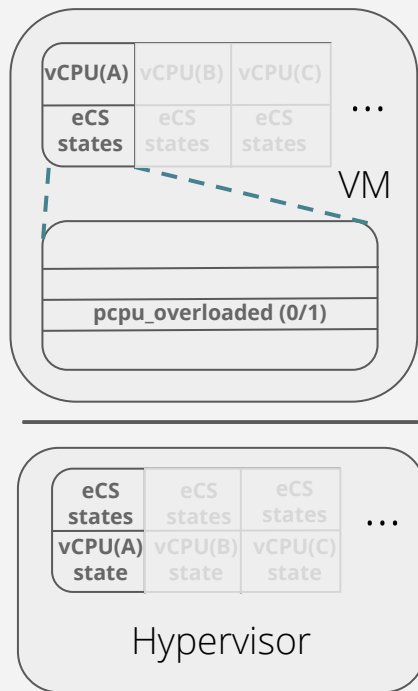 vCPU(A) vCPU(B) vCPU(C)
...
eCS eCS eCS
states states states
VM
pcpu_overloaded (0/1)
eCS eCS eCS
states states states
...
vCPU(A) vCPU(B) vCPU(C)
state state state
Hypervisor